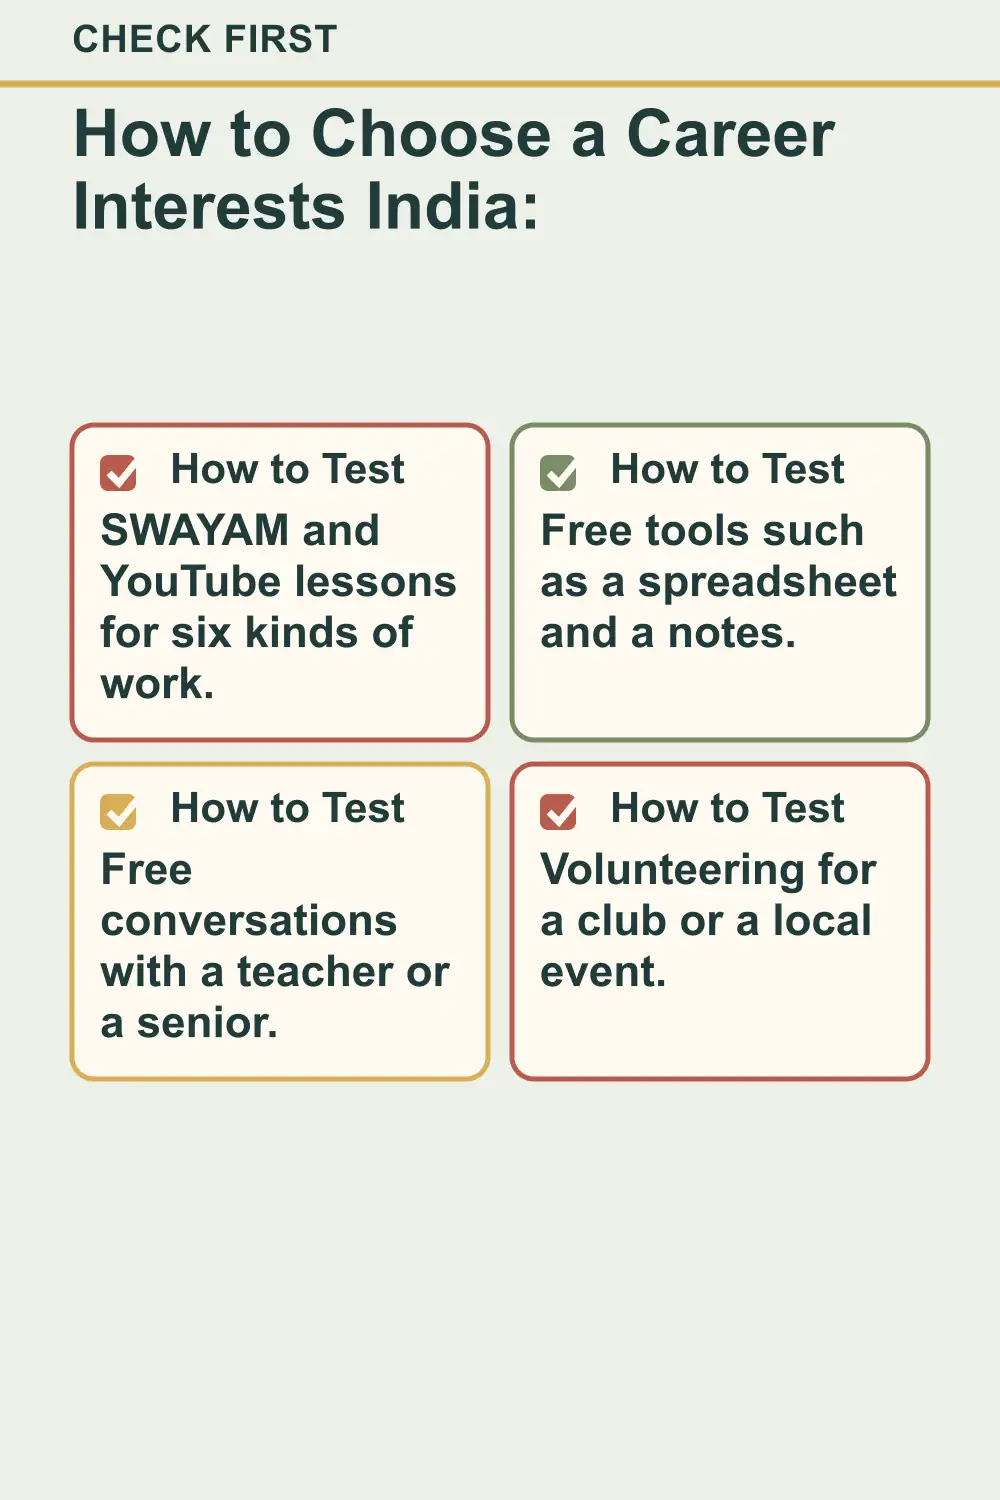 CHECK FIRST
How to Choose a Career
Interests India:
How to Test
SWAYAM and
YouTube lessons
for six kinds of
work.
How to Test
Free tools such
as a spreadsheet
and a notes.
How to Test
Free
conversations
with a teacher or
a senior.
How to Test
Volunteering for
a club or a local
event.